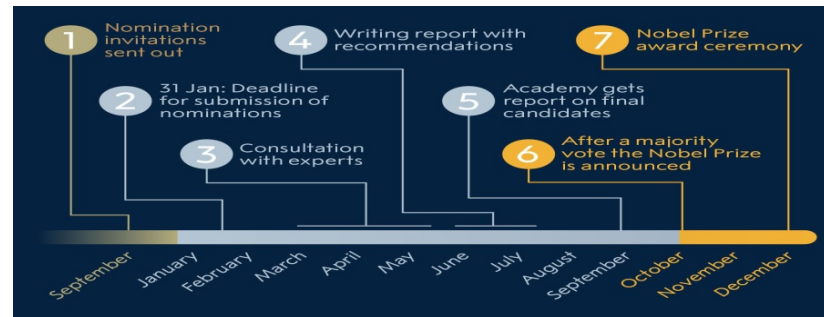 1
Nomination
invitations
sent out
2
31 Jan: Deadline
for submission of
nominations
3
Consultation
with experts
4
Writing report with
recommendations
5
Academy gets
report on final
candidates
6
After a majority
vote the Nobel Prize
is announced
7
Nobel Prize
award ceremony
September
January
February
March
April
May
June
July
August
September
October
November
December